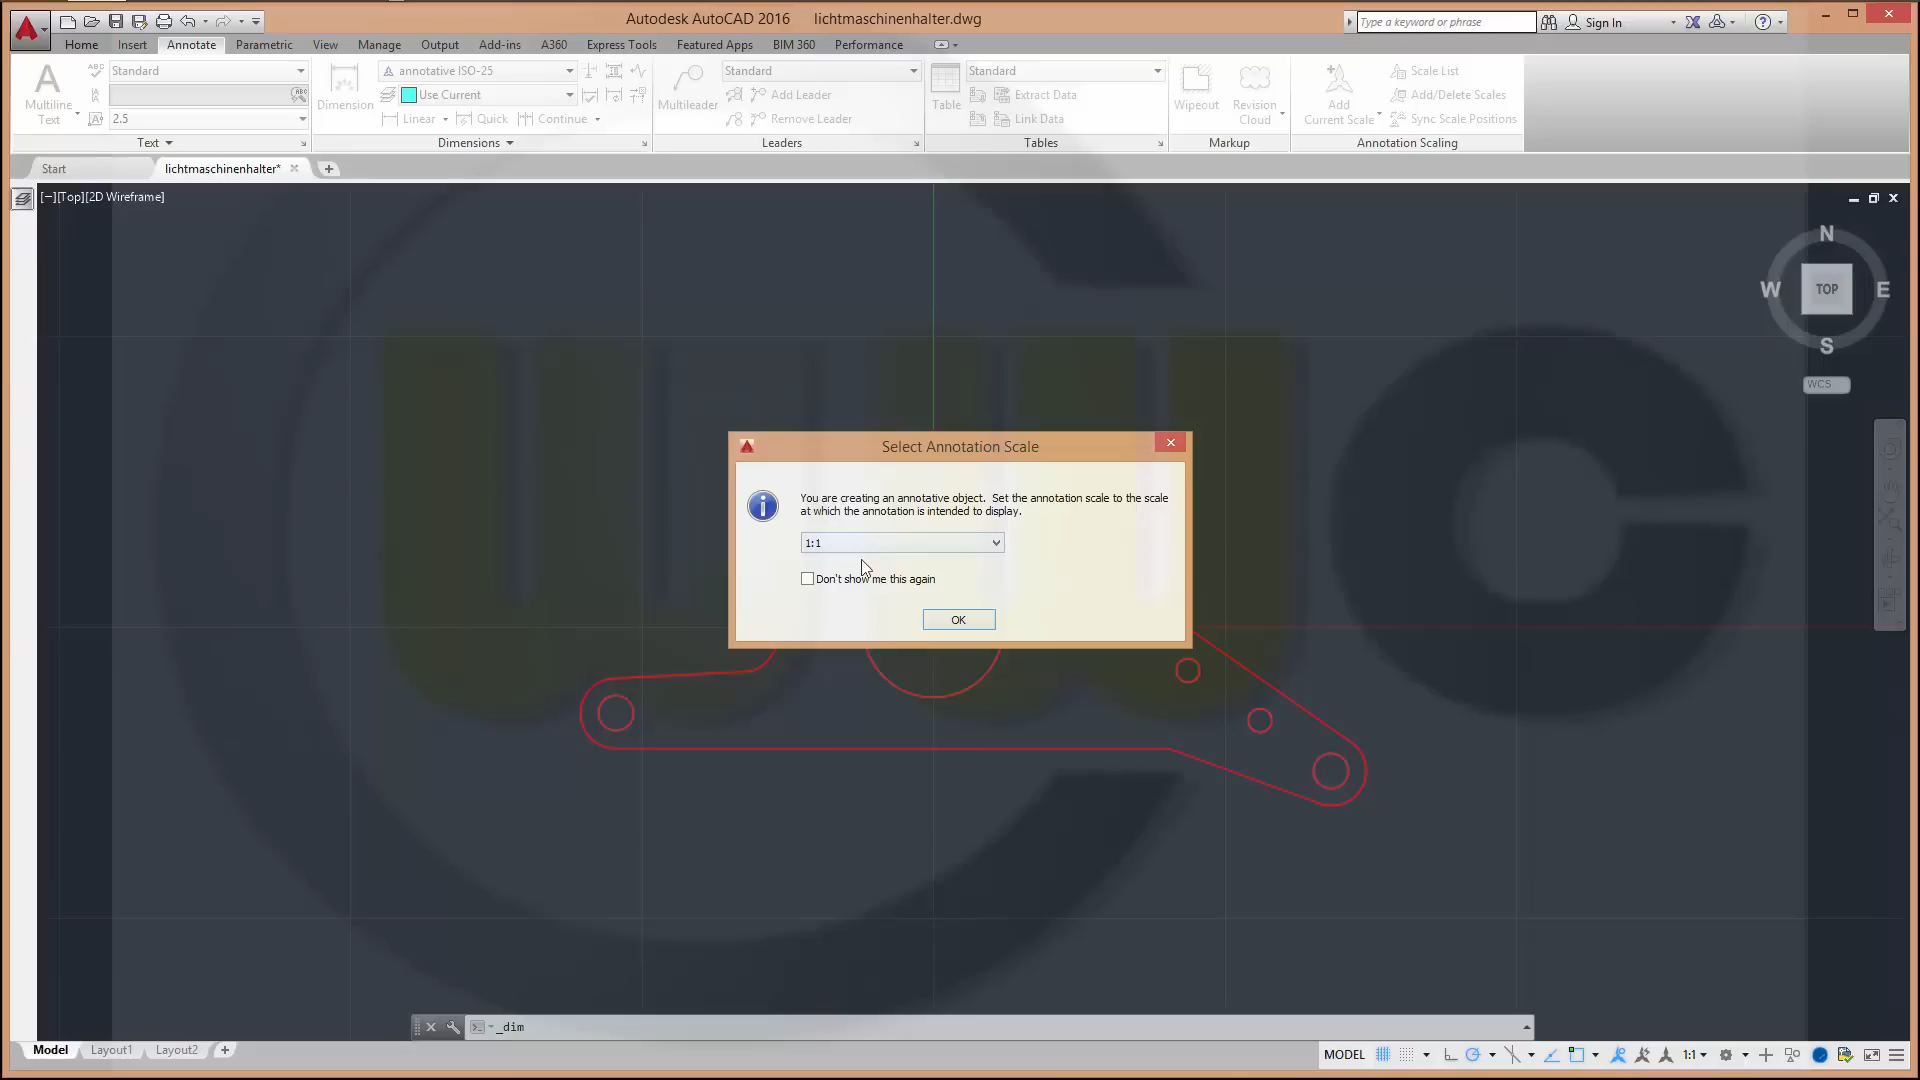 Autodesk AutoCAD 2016 lichtmaschinenhalter.dwg
Type a keyword or phrase
Sign In
Home Insert Annotate Parametric View Manage Output Add-ins A360 Express Tools Featured Apps BIM 360 Performance
Multiline
Text
Standard
2.5
Text
Dimension
annotative ISO-25
Use Current
Linear Quick Continue
Dimensions
Multileader
Standard
Add Leader
Remove Leader
Leaders
Table
Standard
Extract Data
Link Data
Tables
Wipeout
Revision
Cloud
Markup
Add
Current Scale
Scale List
Add/Delete Scales
Sync Scale Positions
Annotation Scaling
Start lichtmaschinenhalter*
[−][Top][2D Wireframe]
N
W TOP E
S
WCS
Select Annotation Scale
You are creating an annotative object. Set the annotation scale to the scale
at which the annotation is intended to display.
1:1
Don't show me this again
OK
_dim
Model Layout1 Layout2
MODEL 1:1